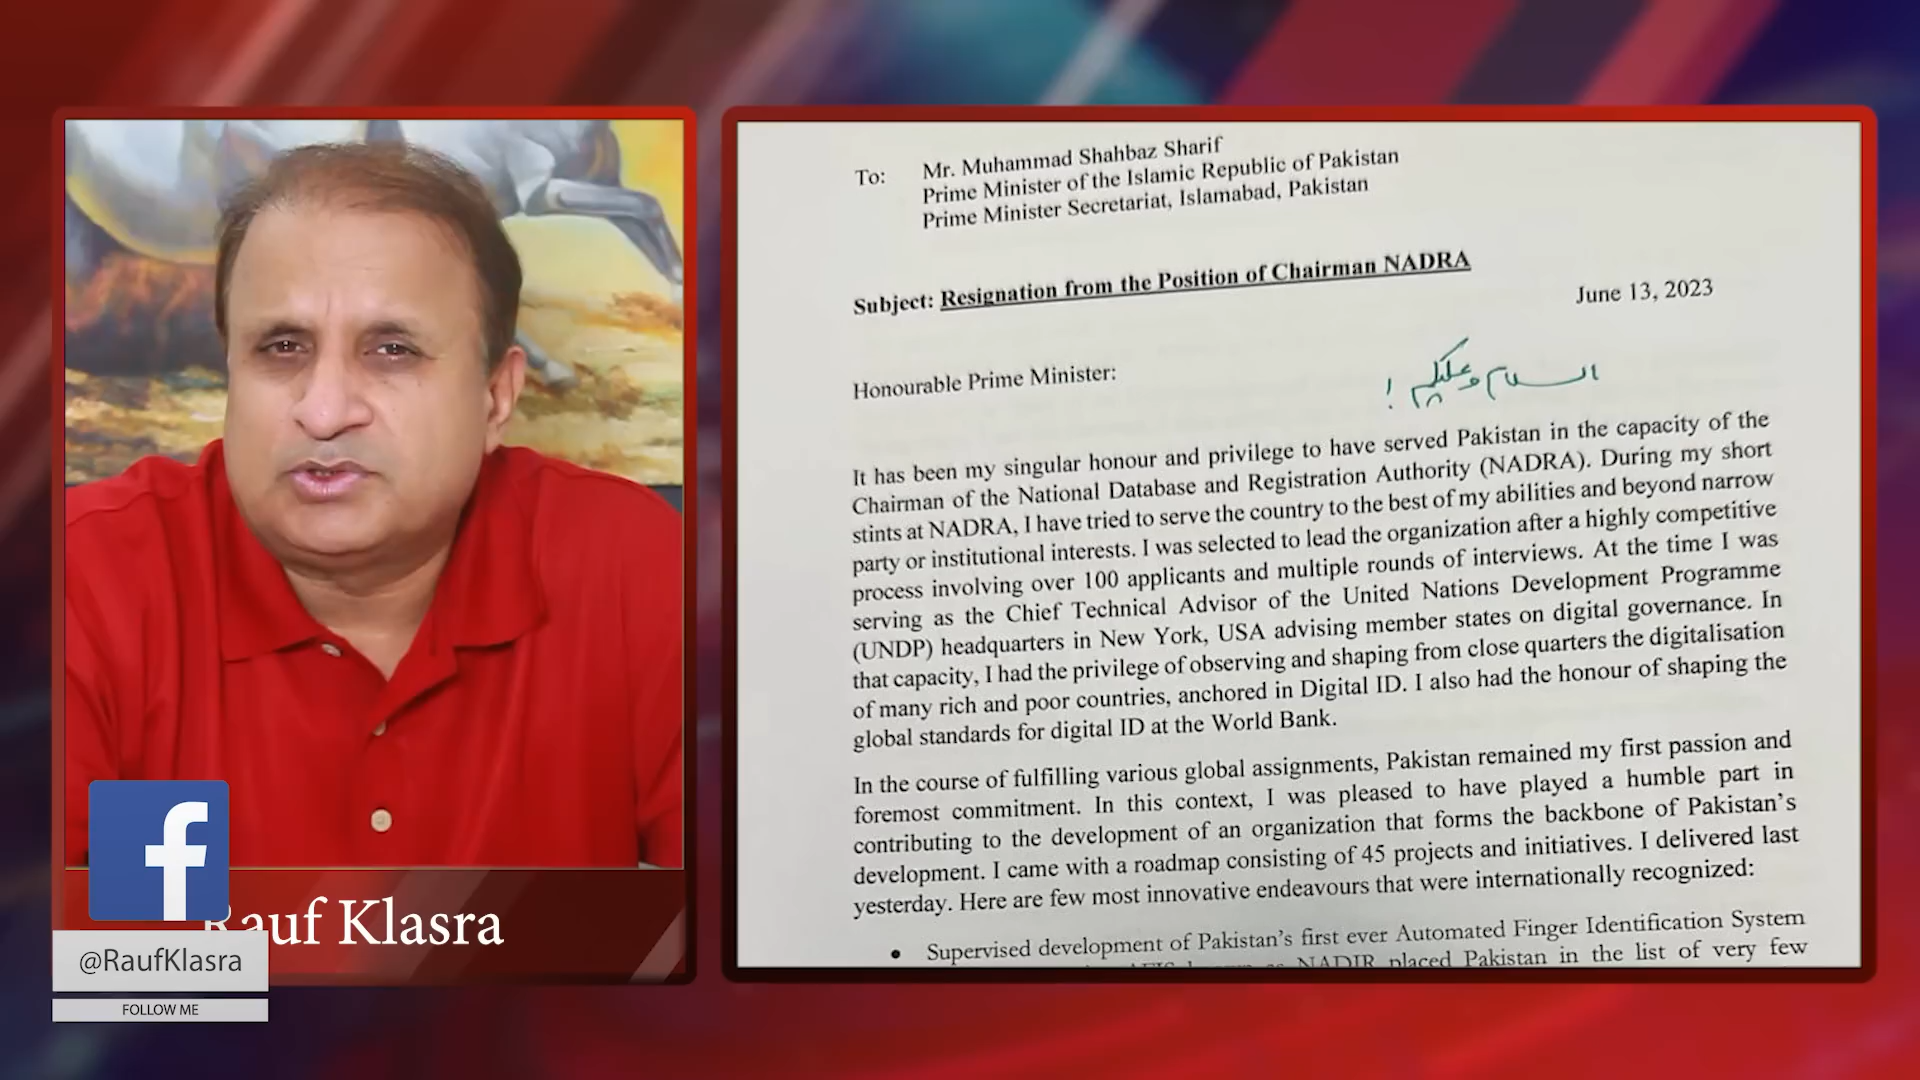 To: Mr. Muhammad Shahbaz Sharif
Prime Minister of the Islamic Republic of Pakistan
Prime Minister Secretariat, Islamabad, Pakistan
Subject: Resignation from the Position of Chairman NADRA
June 13, 2023
السلام وعلیکم !
Honourable Prime Minister:
It has been my singular honour and privilege to have served Pakistan in the capacity of the
Chairman of the National Database and Registration Authority (NADRA). During my short
stints at NADRA, I have tried to serve the country to the best of my abilities and beyond narrow
party or institutional interests. I was selected to lead the organization after a highly competitive
process involving over 100 applicants and multiple rounds of interviews. At the time I was
serving as the Chief Technical Advisor of the United Nations Development Programme
(UNDP) headquarters in New York, USA advising member states on digital governance. In
that capacity, I had the privilege of observing and shaping from close quarters the digitalisation
of many rich and poor countries, anchored in Digital ID. I also had the honour of shaping the
global standards for digital ID at the World Bank.
In the course of fulfilling various global assignments, Pakistan remained my first passion and
foremost commitment. In this context, I was pleased to have played a humble part in
contributing to the development of an organization that forms the backbone of Pakistan's
development. I came with a roadmap consisting of 45 projects and initiatives. I delivered last
yesterday. Here are few most innovative endeavours that were internationally recognized:
• Supervised development of Pakistan's first ever Automated Finger Identification System
NADIR placed Pakistan in the list of very few
Rauf Klasra
@RaufKlasra
FOLLOW ME